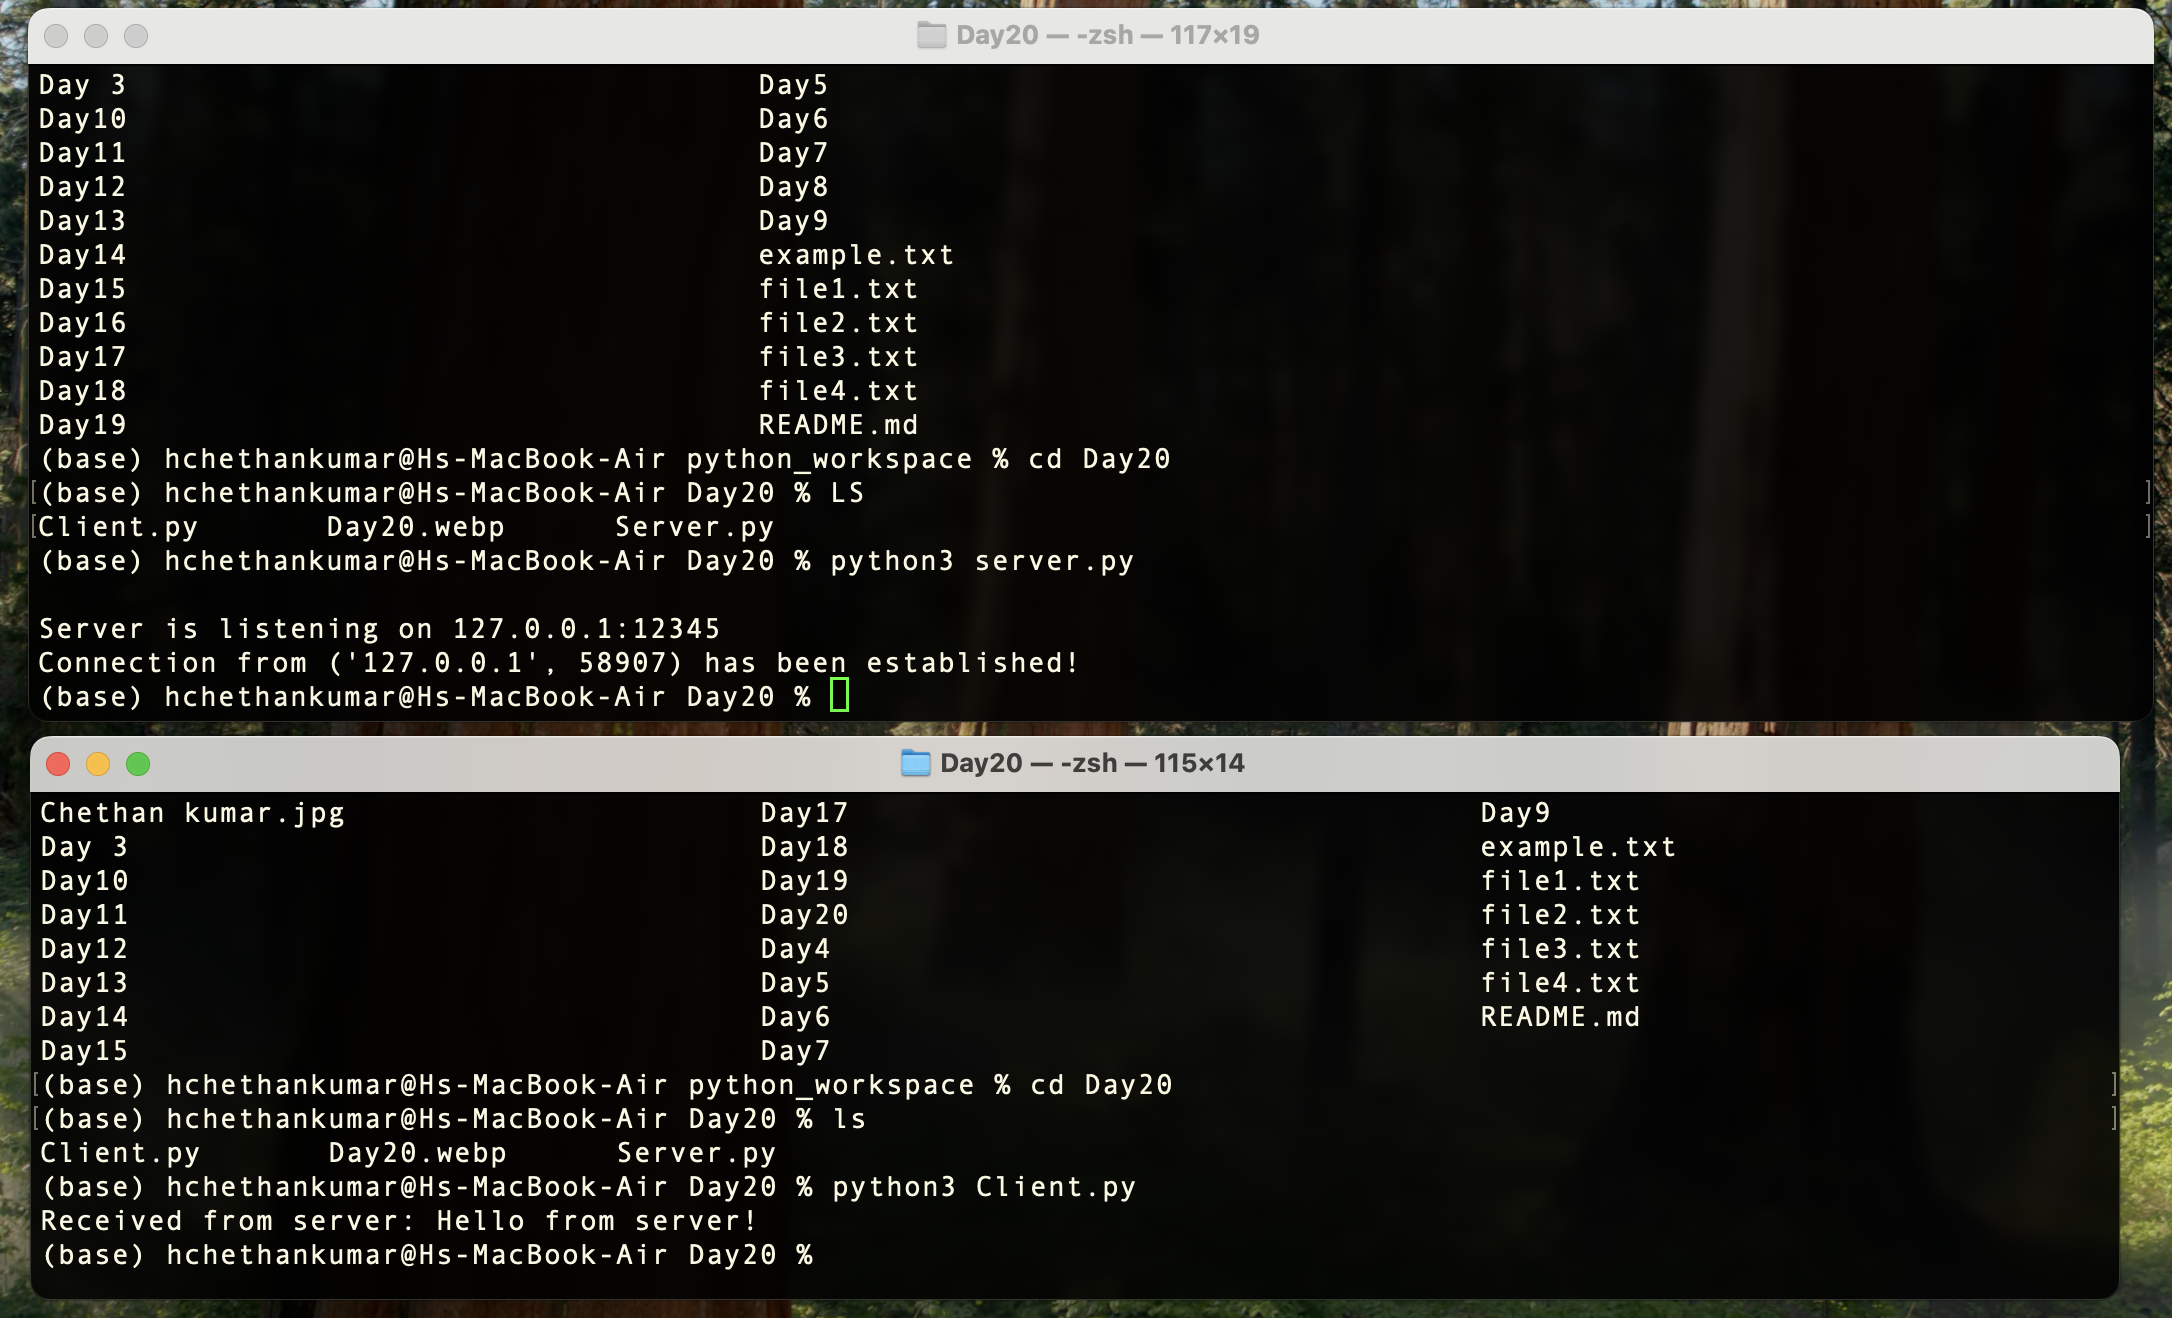 Day20 — -zsh — 117×19
Day 3 Day5
Day10 Day6
Day11 Day7
Day12 Day8
Day13 Day9
Day14 example.txt
Day15 file1.txt
Day16 file2.txt
Day17 file3.txt
Day18 file4.txt
Day19 README.md
(base) hchethankumar@Hs-MacBook-Air python_workspace % cd Day20
[(base) hchethankumar@Hs-MacBook-Air Day20 % LS ]
[Client.py Day20.webp Server.py ]
(base) hchethankumar@Hs-MacBook-Air Day20 % python3 server.py
Server is listening on 127.0.0.1:12345
Connection from ('127.0.0.1', 58907) has been established!
(base) hchethankumar@Hs-MacBook-Air Day20 %
Day20 — -zsh — 115×14
Chethan kumar.jpg Day17 Day9
Day 3 Day18 example.txt
Day10 Day19 file1.txt
Day11 Day20 file2.txt
Day12 Day4 file3.txt
Day13 Day5 file4.txt
Day14 Day6 README.md
Day15 Day7
[(base) hchethankumar@Hs-MacBook-Air python_workspace % cd Day20 ]
[(base) hchethankumar@Hs-MacBook-Air Day20 % ls ]
Client.py Day20.webp Server.py
(base) hchethankumar@Hs-MacBook-Air Day20 % python3 Client.py
Received from server: Hello from server!
(base) hchethankumar@Hs-MacBook-Air Day20 %